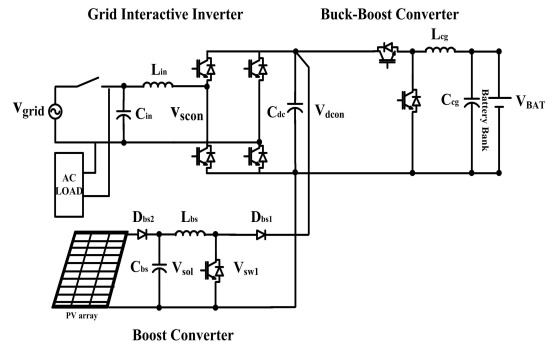 Grid Interactive Inverter
Buck-Boost Converter
Lin
Lcg
Vgrid
Cin
Vscon
Cdc
Vdcon
Ccg
Battery Bank
VBAT
AC
LOAD
Dbs2
Lbs
Dbs1
Cbs
Vsol
Vsw1
PV array
Boost Converter